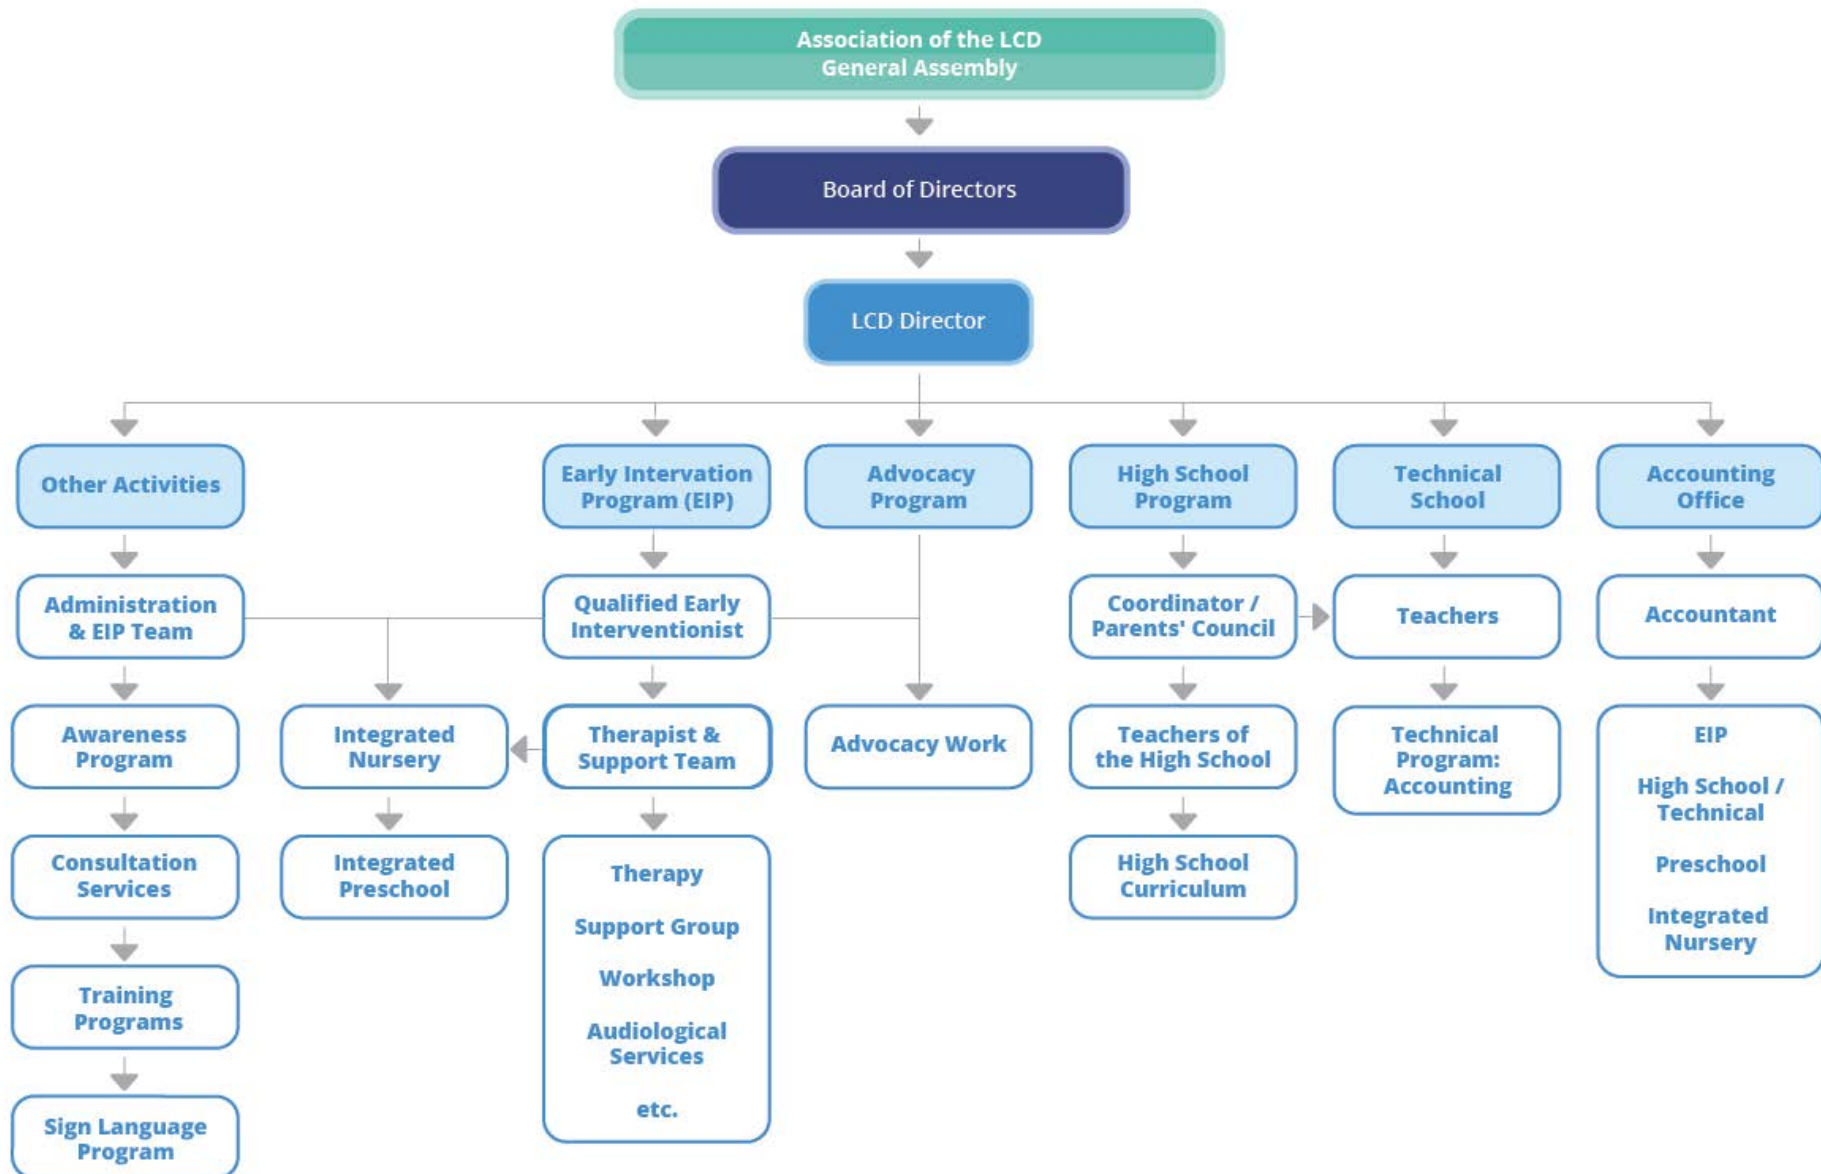 Association of the LCD
General Assembly
Board of Directors
LCD Director
Other Activities
Early Intervation
Program (EIP)
Advocacy
Program
High School
Program
Technical
School
Accounting
Office
Administration
& EIP Team
Qualified Early
Interventionist
Coordinator /
Parents' Council
Teachers
Accountant
Awareness
Program
Integrated
Nursery
Therapist &
Support Team
Advocacy Work
Teachers of
the High School
Technical
Program:
Accounting
EIP
High School /
Technical
Preschool
Integrated
Nursery
Consultation
Services
Integrated
Preschool
Therapy
Support Group
Workshop
Audiological
Services
etc.
High School
Curriculum
Training
Programs
Sign Language
Program